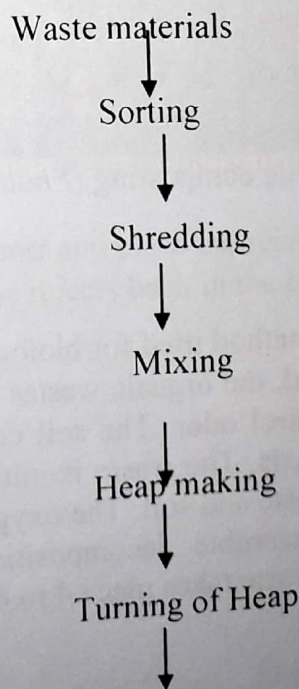 Waste materials
Sorting
Shredding
Mixing
Heap making
Turning of Heap